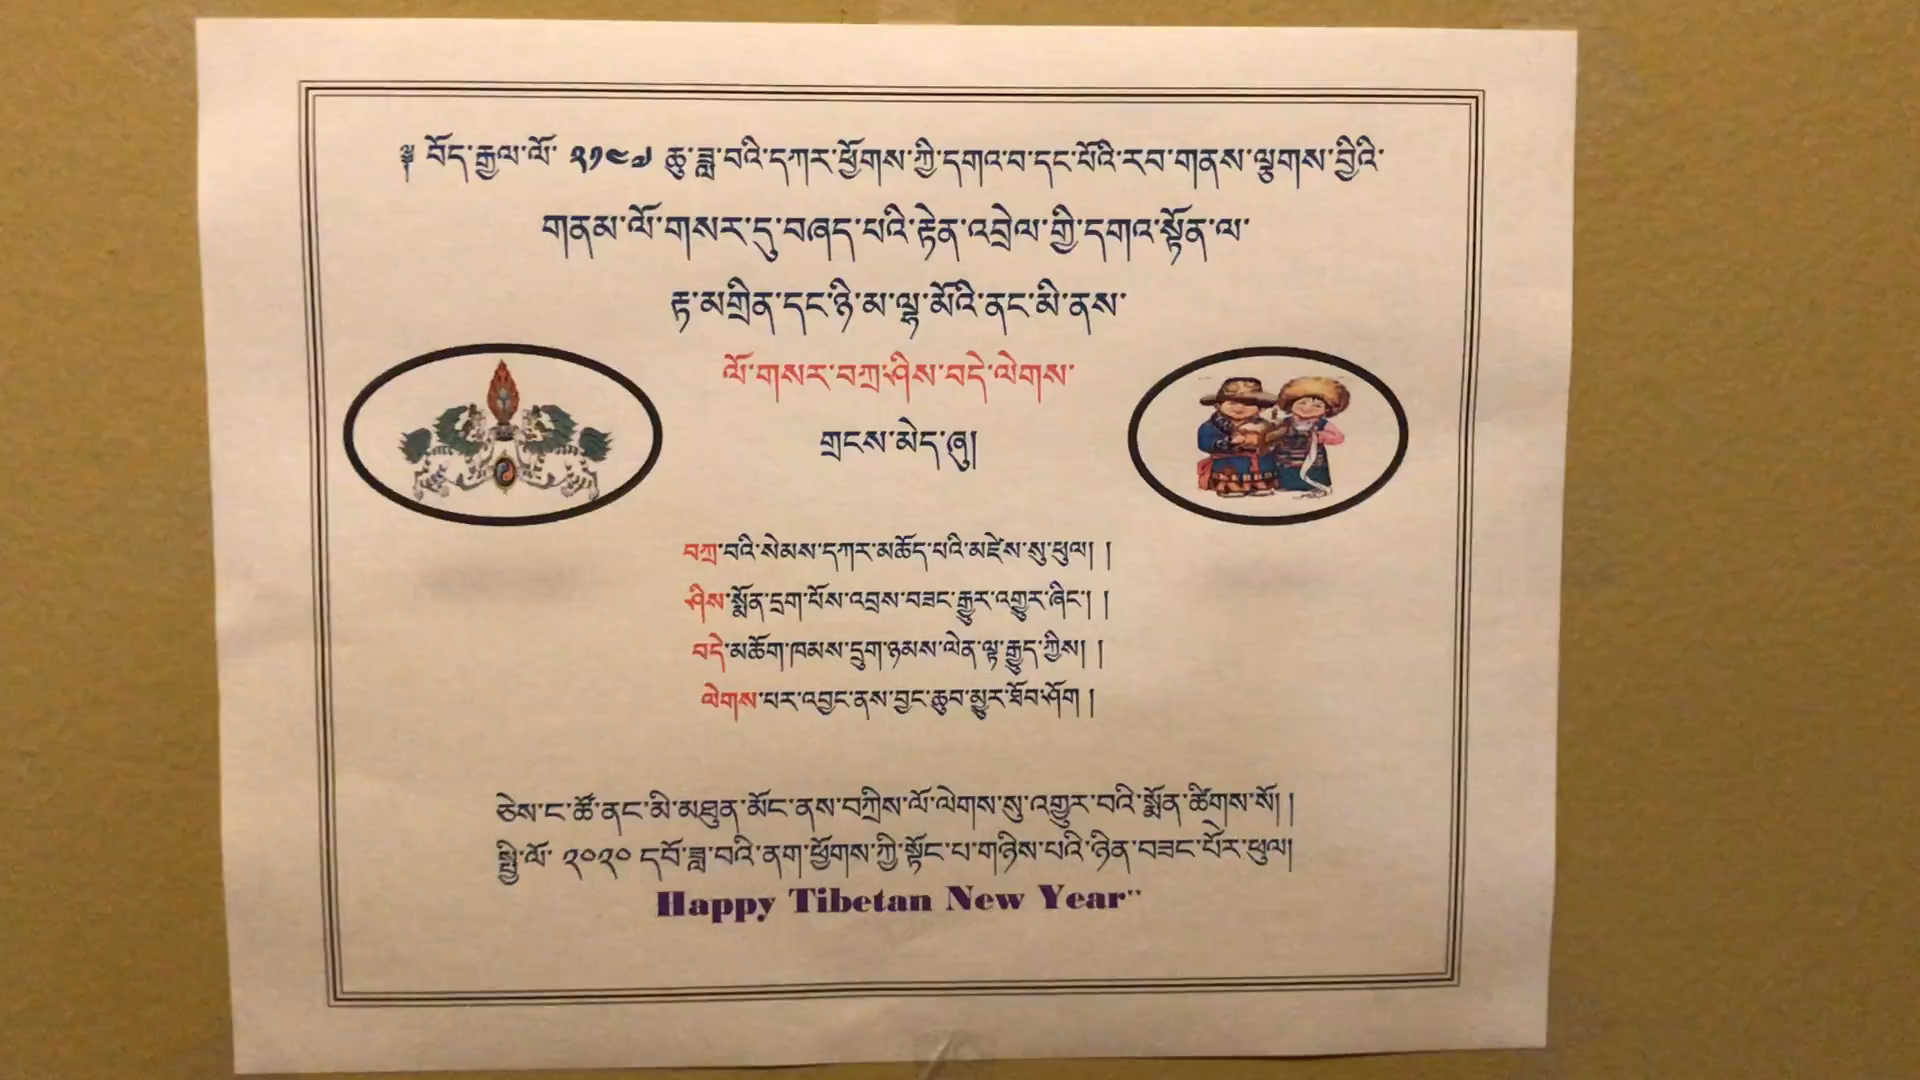 ༄ བོད་རྒྱལ་ལོ་ ༢༡༤༧ ཆུ་ཟླ་བའི་དཀར་ཕྱོགས་ཀྱི་དགའ་བ་དང་པོའི་རབ་གནས་ལྕགས་བྱིའི་
གནམ་ལོ་གསར་དུ་བཞད་པའི་རྟེན་འབྲེལ་གྱི་དགའ་སྟོན་ལ་
རྟ་མགྲིན་དང་ཉི་མ་ལྷ་མོའི་ནང་མི་ནས་
ལོ་གསར་བཀྲ་ཤིས་བདེ་ལེགས་
གྲངས་མེད་ཞུ།
བཀྲ་བའི་སེམས་དཀར་མཆོད་པའི་མཛེས་སུ་ཕུལ། །
ཤིས་སྨོན་དྲག་པོས་འབྲས་བཟང་རྒྱུར་འགྱུར་ཞིང་། །
བདེ་མཆོག་ཁམས་དྲུག་ཉམས་ལེན་ལྟ་རྒྱུད་ཀྱིས། །
ལེགས་པར་འབྱང་ནས་བྱང་ཆུབ་མྱུར་ཐོབ་ཤོག །
ཅེས་ང་ཚོ་ནང་མི་མཐུན་མོང་ནས་བཀྲིས་ལོ་ལེགས་སུ་འགྱུར་བའི་སྨོན་ཚིགས་སོ། །
སྤྱི་ལོ་ ༢༠༢༠ དབོ་ཟླ་བའི་ནག་ཕྱོགས་ཀྱི་སྟོང་པ་གཉིས་པའི་ཉིན་བཟང་པོར་ཕུལ།
Happy Tibetan New Year"